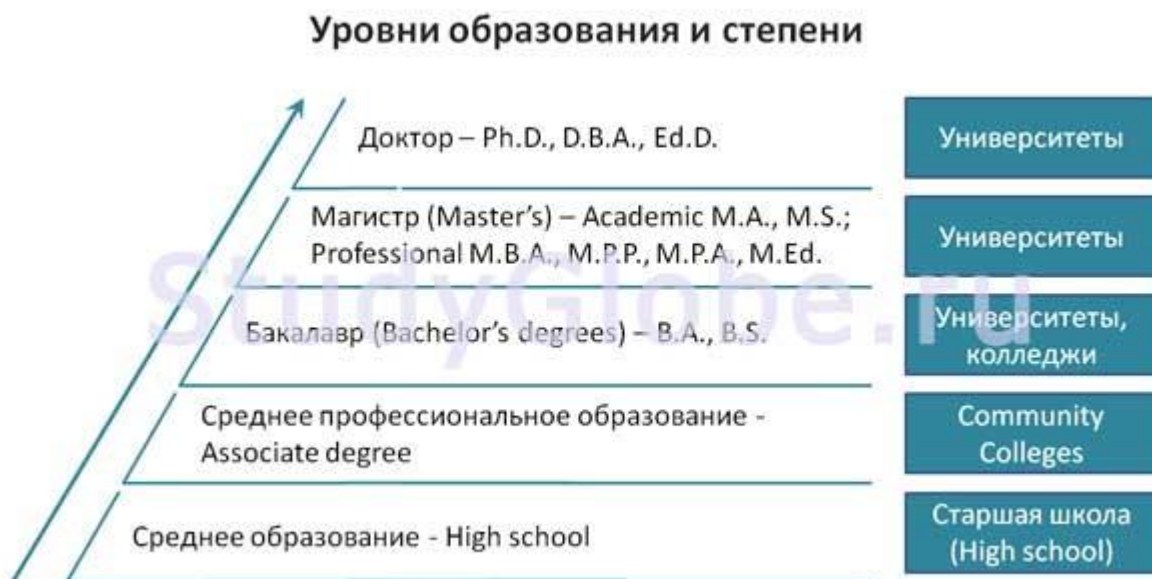 Уровни образования и степени
Доктор – Ph.D., D.B.A., Ed.D.
Университеты
Магистр (Master’s) – Academic M.A., M.S.;
Professional M.B.A., M.P.P., M.P.A., M.Ed.
Университеты
StudyGlobe.ru
Бакалавр (Bachelor’s degrees) – B.A., B.S.
Университеты,
колледжи
Среднее профессиональное образование -
Associate degree
Community
Colleges
Среднее образование - High school
Старшая школа
(High school)